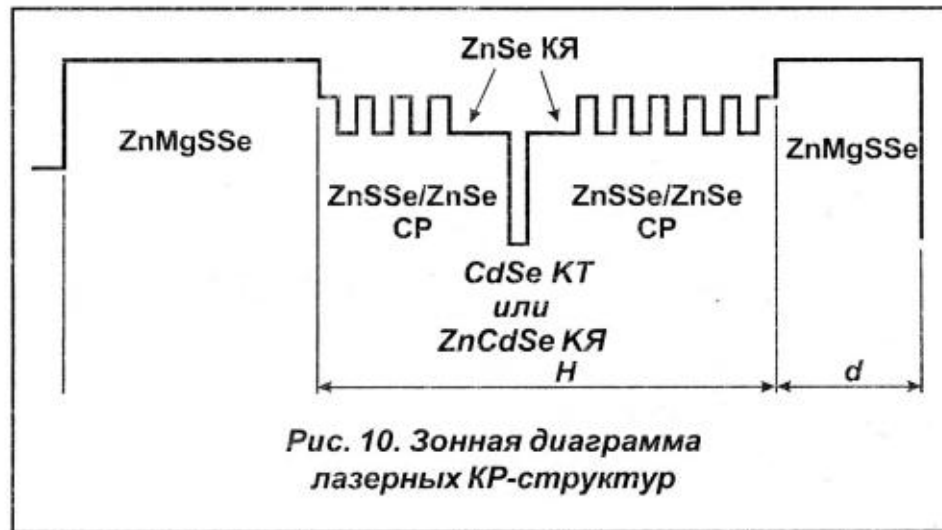 ZnSe КЯ
ZnMgSSe
ZnMgSSe
ZnSSe/ZnSe
СР
ZnSSe/ZnSe
СР
CdSe КТ
или
ZnCdSe КЯ
H
d
Рис. 10. Зонная диаграмма
лазерных КР-структур